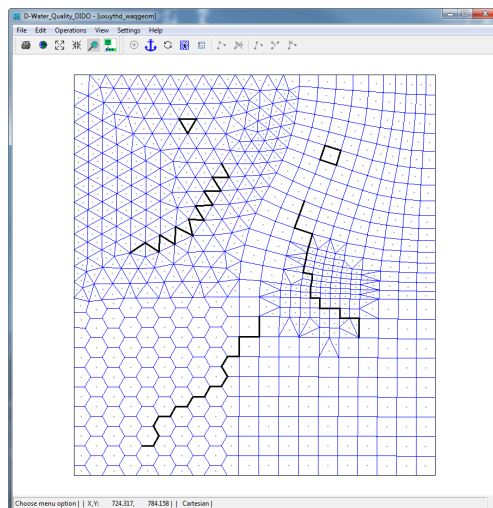 D-Water_Quality_DIDO - [uxuythd_waqgeom]
File Edit Operations View Settings Help
Choose menu option | | X,Y: 724.317, 784.158 | | Cartesian |